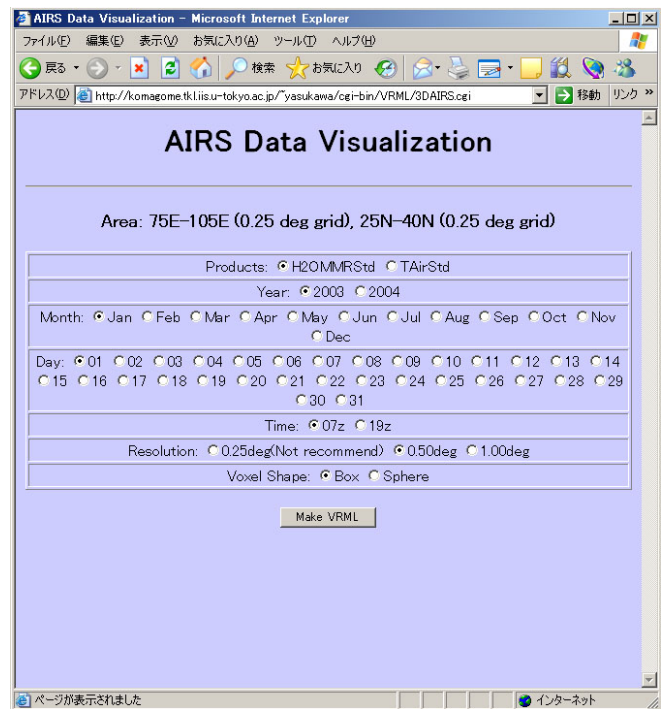 AIRS Data Visualization - Microsoft Internet Explorer
ファイル(F) 編集(E) 表示(V) お気に入り(A) ツール(T) ヘルプ(H)
戻る 検索 お気に入り
アドレス(D) http://komagome.tkl.iis.u-tokyo.ac.jp/~yasukawa/cgi-bin/VRML/3DAIRS.cgi 移動 リンク »
AIRS Data Visualization
Area: 75E-105E (0.25 deg grid), 25N-40N (0.25 deg grid)
Products: H2OMMRStd TAirStd
Year: 2003 2004
Month: Jan Feb Mar Apr May Jun Jul Aug Sep Oct Nov
Dec
Day: 01 02 03 04 05 06 07 08 09 10 11 12 13 14
15 16 17 18 19 20 21 22 23 24 25 26 27 28 29
30 31
Time: 07z 19z
Resolution: 0.25deg(Not recommend) 0.50deg 1.00deg
Voxel Shape: Box Sphere
Make VRML
ページが表示されました インターネット